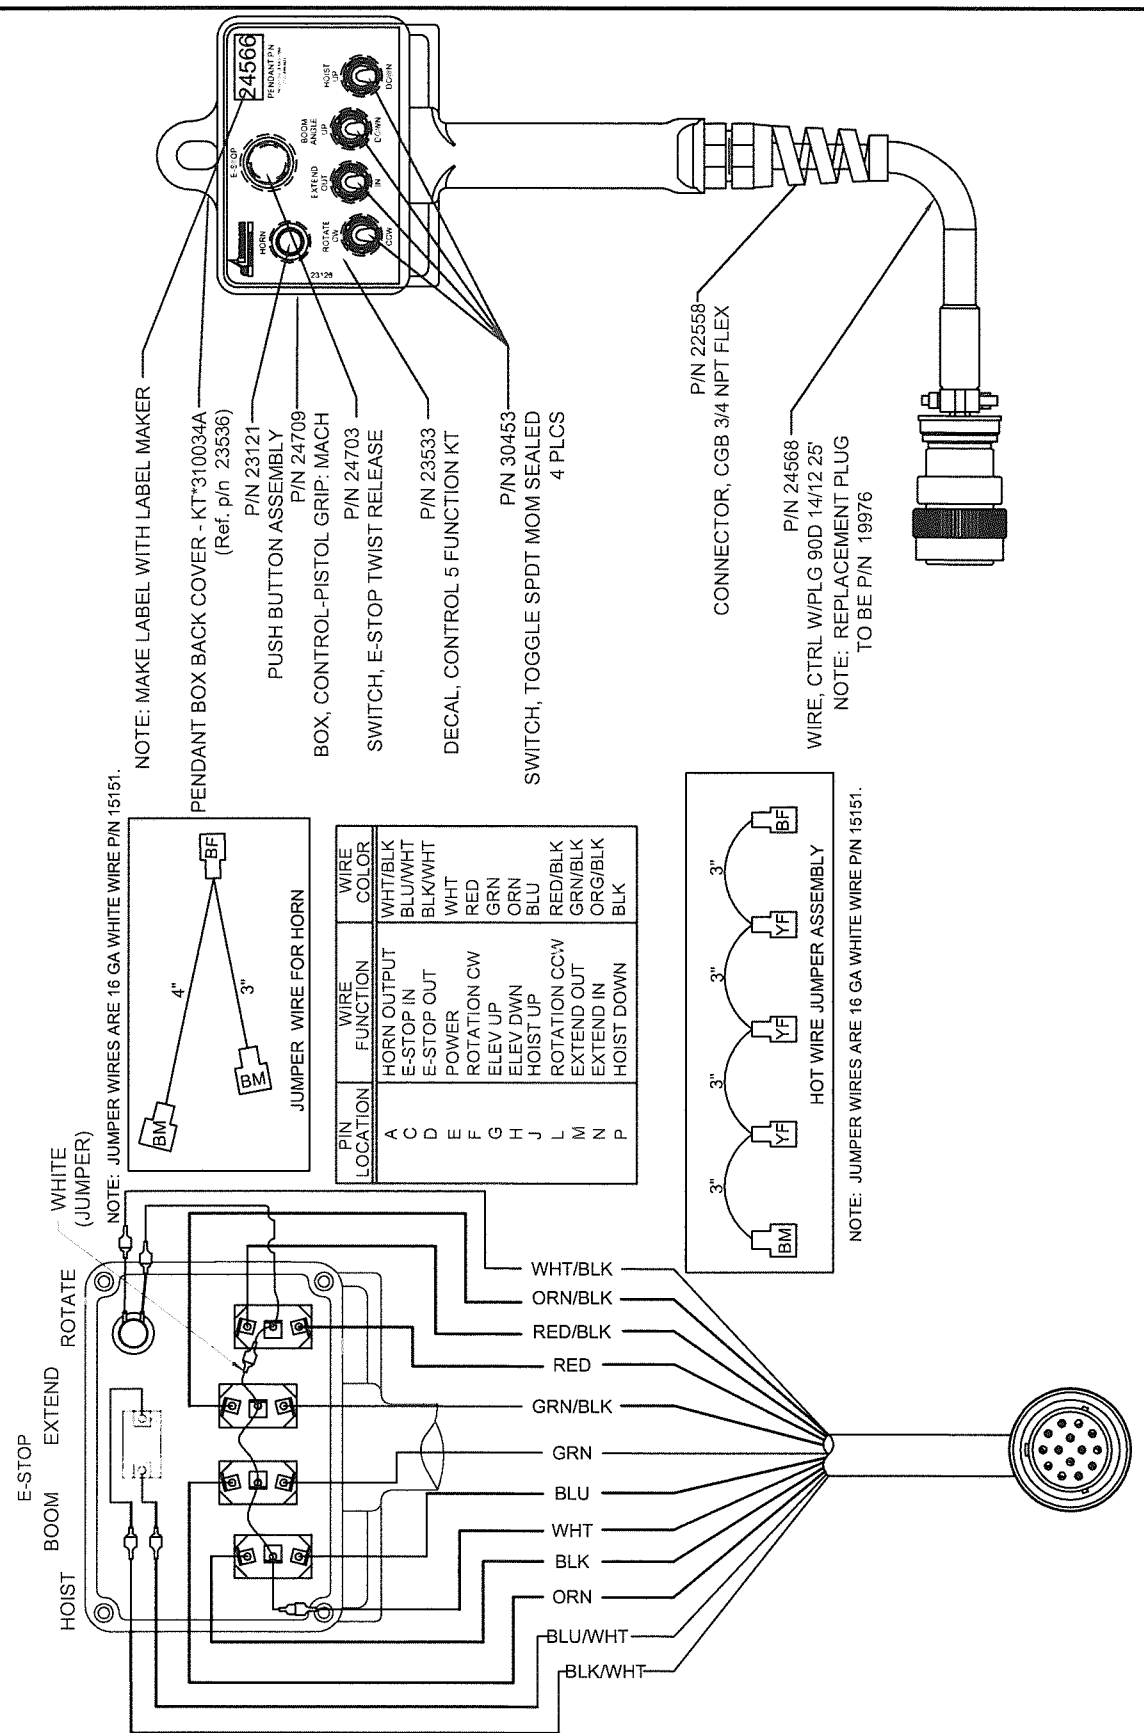 NOTE: MAKE LABEL WITH LABEL MAKER
PENDANT BOX BACK COVER - KT*310034A
(Ref. p/n 23536)
P/N 23121
PUSH BUTTON ASSEMBLY
P/N 24709
BOX, CONTROL-PISTOL GRIP: MACH
P/N 24703
SWITCH, E-STOP TWIST RELEASE
P/N 23533
DECAL, CONTROL 5 FUNCTION KT
P/N 30453
SWITCH, TOGGLE SPDT MOM SEALED
4 PLCS
P/N 22558
CONNECTOR, CGB 3/4 NPT FLEX
P/N 24568
WIRE, CTRL W/PLG 90D 14/12 25'
NOTE: REPLACEMENT PLUG
TO BE P/N 19976
24566
PENDANT P/N
E-STOP
HORN
ROTATE
CW
CCW
EXTEND
OUT
IN
BOOM
ANGLE
UP
DOWN
HOIST
UP
DOWN
23126
NOTE: JUMPER WIRES ARE 16 GA WHITE WIRE P/N 15151.
BM
4"
BF
BM
3"
JUMPER WIRE FOR HORN
PIN LOCATION WIRE FUNCTION WIRE COLOR
A HORN OUTPUT WHT/BLK
C E-STOP IN BLU/WHT
D E-STOP OUT BLK/WHT
E POWER WHT
F ROTATION CW RED
G ELEV UP GRN
H ELEV DWN ORN
J HOIST UP BLU
L ROTATION CCW RED/BLK
M EXTEND OUT GRN/BLK
N EXTEND IN ORG/BLK
P HOIST DOWN BLK
3" 3" 3" 3"
BM YF YF YF BF
HOT WIRE JUMPER ASSEMBLY
NOTE: JUMPER WIRES ARE 16 GA WHITE WIRE P/N 15151.
E-STOP
HOIST BOOM EXTEND ROTATE
WHITE
(JUMPER)
WHT/BLK
ORN/BLK
RED/BLK
RED
GRN/BLK
GRN
BLU
WHT
BLK
ORN
BLU/WHT
BLK/WHT